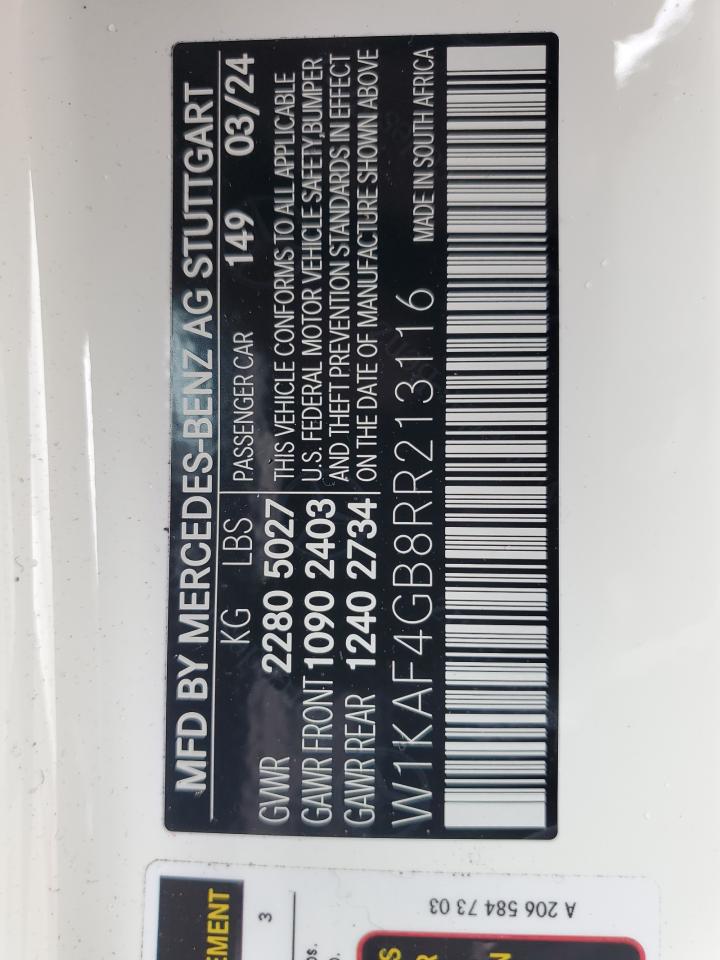 MFD BY MERCEDES-BENZ AG STUTTGART
KG LBS PASSENGER CAR 149 03/24
GVWR 2280 5027
GAWR FRONT 1090 2403
GAWR REAR 1240 2734
THIS VEHICLE CONFORMS TO ALL APPLICABLE
U.S. FEDERAL MOTOR VEHICLE SAFETY,BUMPER
AND THEFT PREVENTION STANDARDS IN EFFECT
ON THE DATE OF MANUFACTURE SHOWN ABOVE
W1KAF4GB8RR213116 MADE IN SOUTH AFRICA
A 206 584 73 03
3